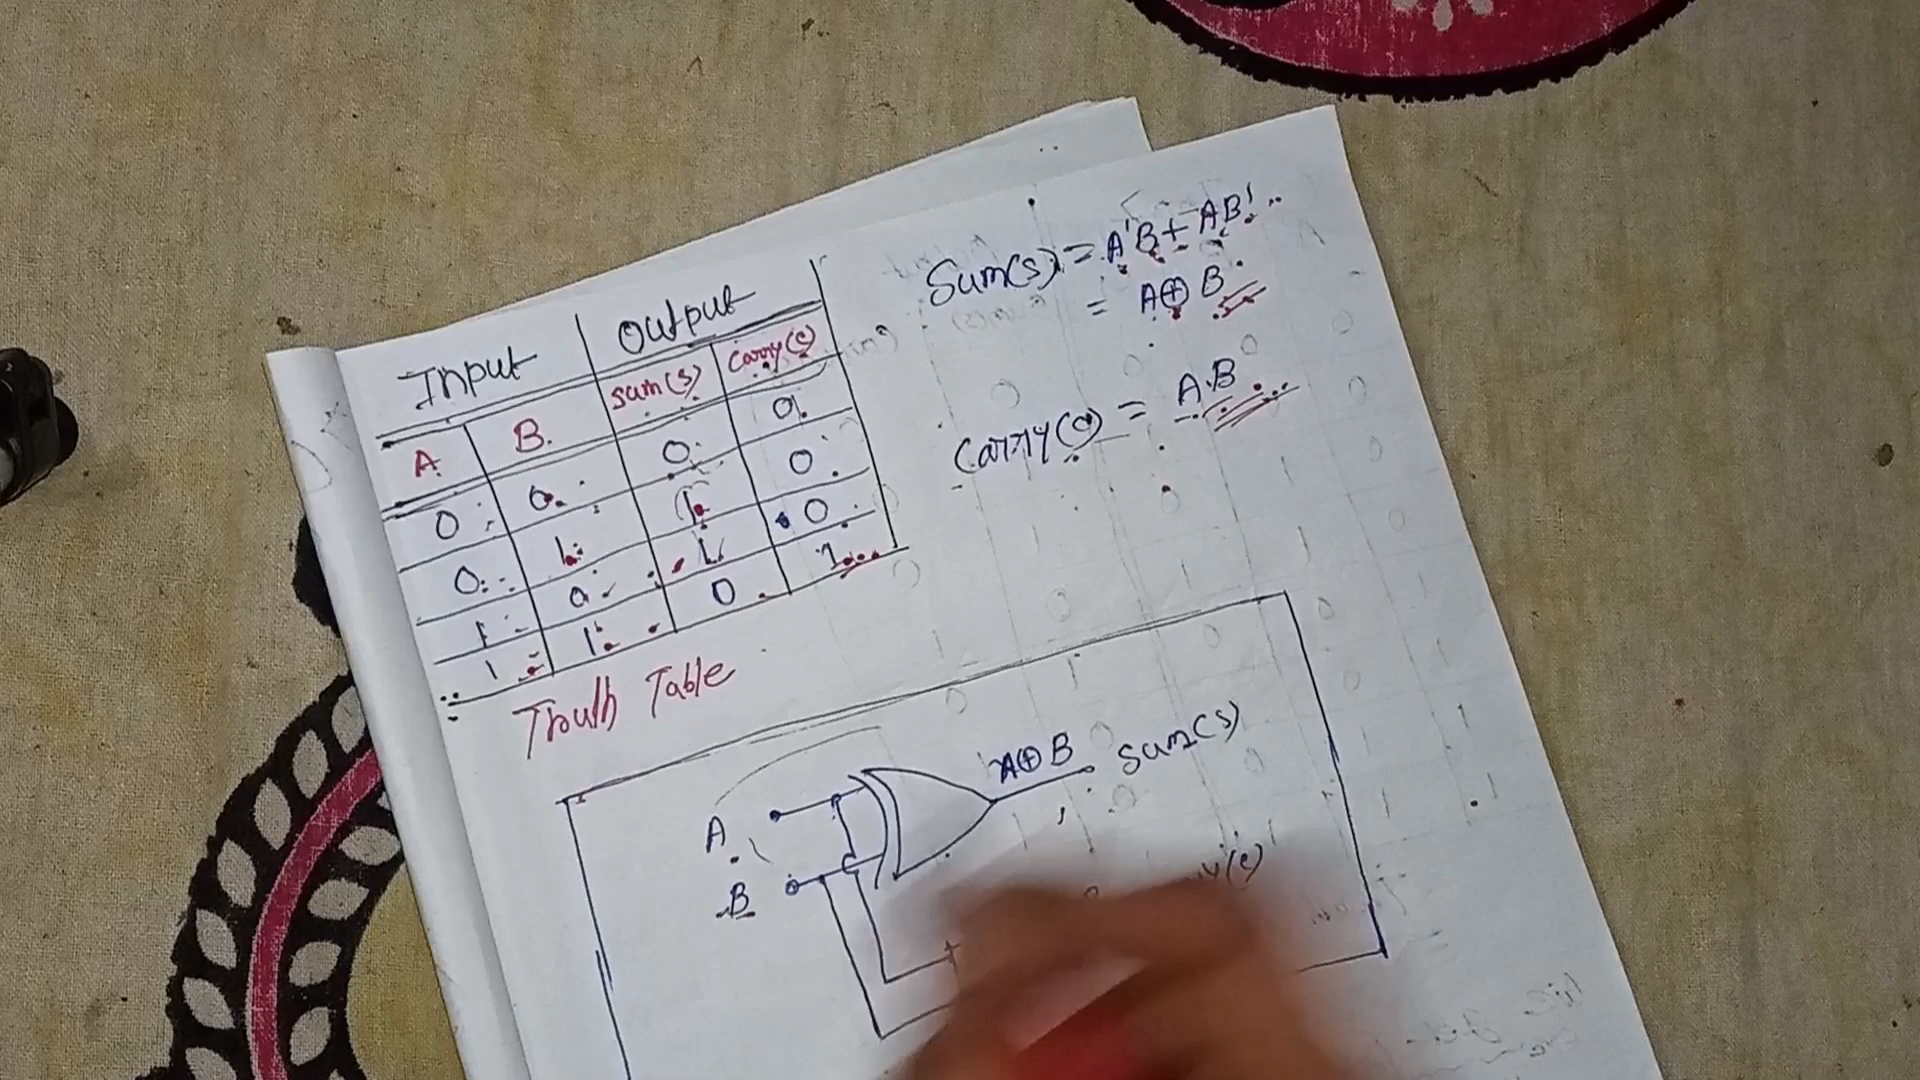 Input Output
A B. sum(s) carry(c)
0 0 0 0
0 1 1 0
1 0 1 0
1 1 0 1
Truth Table
Sum(s) = A'B + AB'
= A⊕B
Carry(c) = A.B
A
B
A⊕B Sum(s)
y(c)